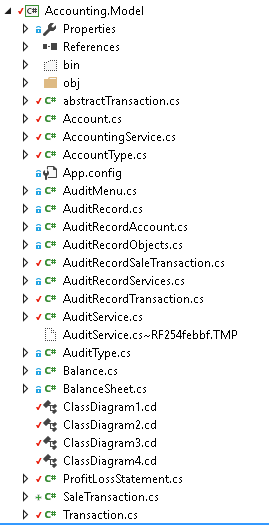 C# Accounting.Model
Properties
References
bin
obj
C# abstractTransaction.cs
C# Account.cs
C# AccountingService.cs
C# AccountType.cs
App.config
C# AuditMenu.cs
C# AuditRecord.cs
C# AuditRecordAccount.cs
C# AuditRecordObjects.cs
C# AuditRecordSaleTransaction.cs
C# AuditRecordServices.cs
C# AuditRecordTransaction.cs
C# AuditService.cs
AuditService.cs~RF254febbf.TMP
C# AuditType.cs
C# Balance.cs
C# BalanceSheet.cs
ClassDiagram1.cd
ClassDiagram2.cd
ClassDiagram3.cd
ClassDiagram4.cd
C# ProfitLossStatement.cs
C# SaleTransaction.cs
C# Transaction.cs